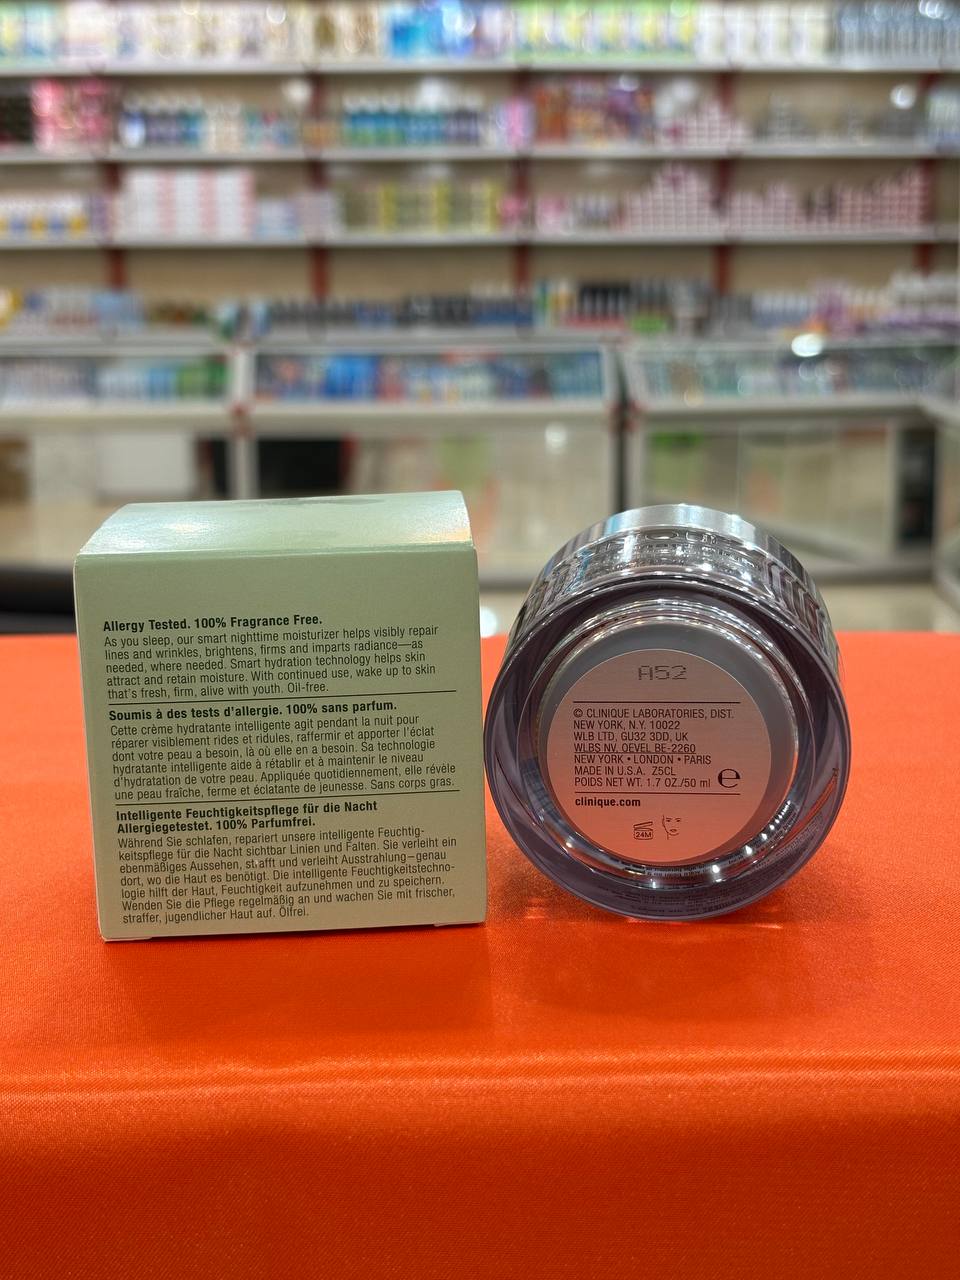 Allergy Tested. 100% Fragrance Free.
As you sleep, our smart nighttime moisturizer helps visibly repair
lines and wrinkles, brightens, firms and imparts radiance—as
needed, where needed. Smart hydration technology helps skin
attract and retain moisture. With continued use, wake up to skin
that's fresh, firm, alive with youth. Oil-free.
Soumis à des tests d'allergie. 100% sans parfum.
Cette crème hydratante intelligente agit pendant la nuit pour
réparer visiblement rides et ridules, raffermir et apporter l'éclat
dont votre peau a besoin, là où elle en a besoin. Sa technologie
hydratante intelligente aide à rétablir et à maintenir le niveau
d'hydratation de votre peau. Appliquée quotidiennement, elle révèle
une peau fraîche, ferme et éclatante de jeunesse. Sans corps gras.
Intelligente Feuchtigkeitspflege für die Nacht
Allergiegetestet. 100% Parfumfrei.
Während Sie schlafen, repariert unsere intelligente Feuchtig-
keitspflege für die Nacht sichtbar Linien und Falten. Sie verleiht ein
ebenmäßiges Aussehen, strafft und verleiht Ausstrahlung–genau
dort, wo die Haut es benötigt. Die intelligente Feuchtigkeitstechno-
logie hilft der Haut, Feuchtigkeit aufzunehmen und zu speichern.
Wenden Sie die Pflege regelmäßig an und wachen Sie mit frischer,
straffer, jugendlicher Haut auf. Ölfrei.
A52
© CLINIQUE LABORATORIES, DIST.
NEW YORK, N.Y. 10022
WLB LTD, GU32 3DD, UK
WLBS NV, OEVEL BE-2260
NEW YORK • LONDON • PARIS
MADE IN U.S.A. Z5CL
POIDS NET WT. 1.7 OZ./50 ml ℮
clinique.com
24M